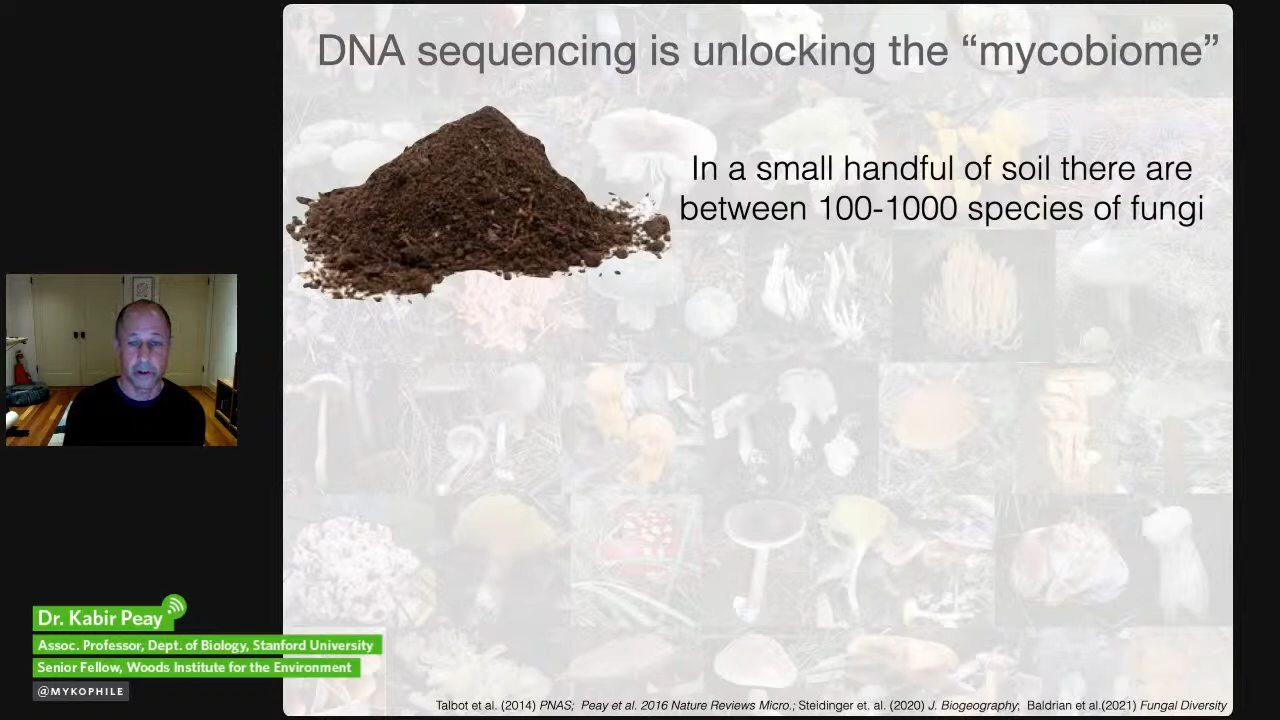 DNA sequencing is unlocking the “mycobiome”
In a small handful of soil there are
between 100-1000 species of fungi
Dr. Kabir Peay
Assoc. Professor, Dept. of Biology, Stanford University
Senior Fellow, Woods Institute for the Environment
@MYKOPHILE
Talbot et al. (2014) PNAS; Peay et al. 2016 Nature Reviews Micro.; Steidinger et. al. (2020) J. Biogeography; Baldrian et al.(2021) Fungal Diversity